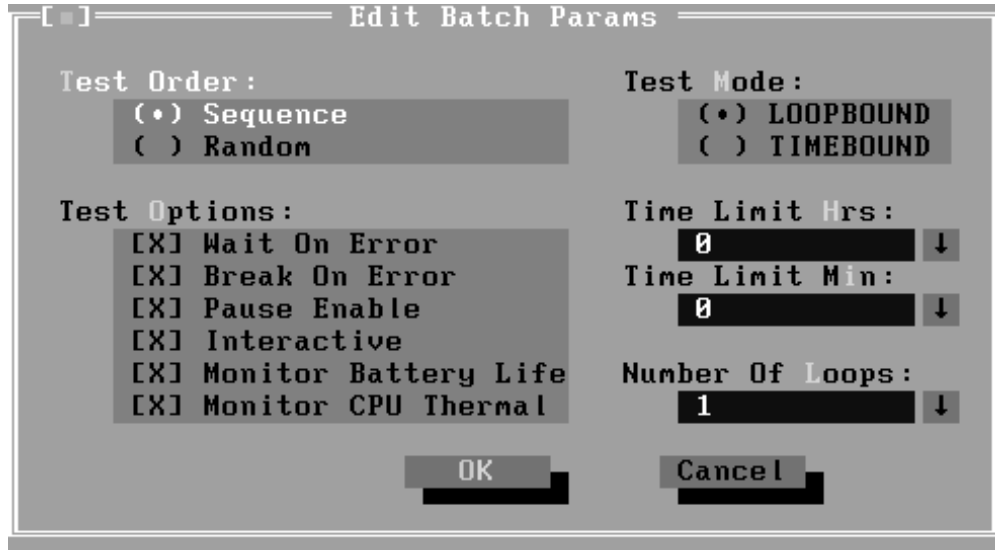 [■] Edit Batch Params
Test Order:
(•) Sequence
( ) Random
Test Mode:
(•) LOOPBOUND
( ) TIMEBOUND
Test Options:
[X] Wait On Error
[X] Break On Error
[X] Pause Enable
[X] Interactive
[X] Monitor Battery Life
[X] Monitor CPU Thermal
Time Limit Hrs:
0 ↓
Time Limit Min:
0 ↓
Number Of Loops:
1 ↓
OK Cancel